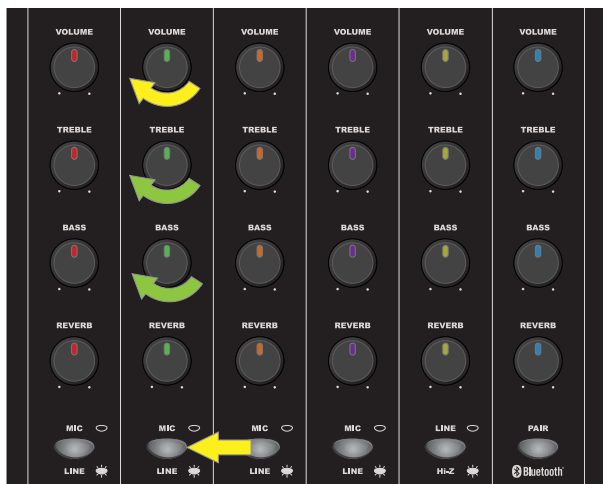 VOLUME VOLUME VOLUME VOLUME VOLUME VOLUME
TREBLE TREBLE TREBLE TREBLE TREBLE TREBLE
BASS BASS BASS BASS BASS BASS
REVERB REVERB REVERB REVERB REVERB REVERB
MIC MIC MIC MIC LINE PAIR
LINE LINE LINE LINE Hi-Z Bluetooth